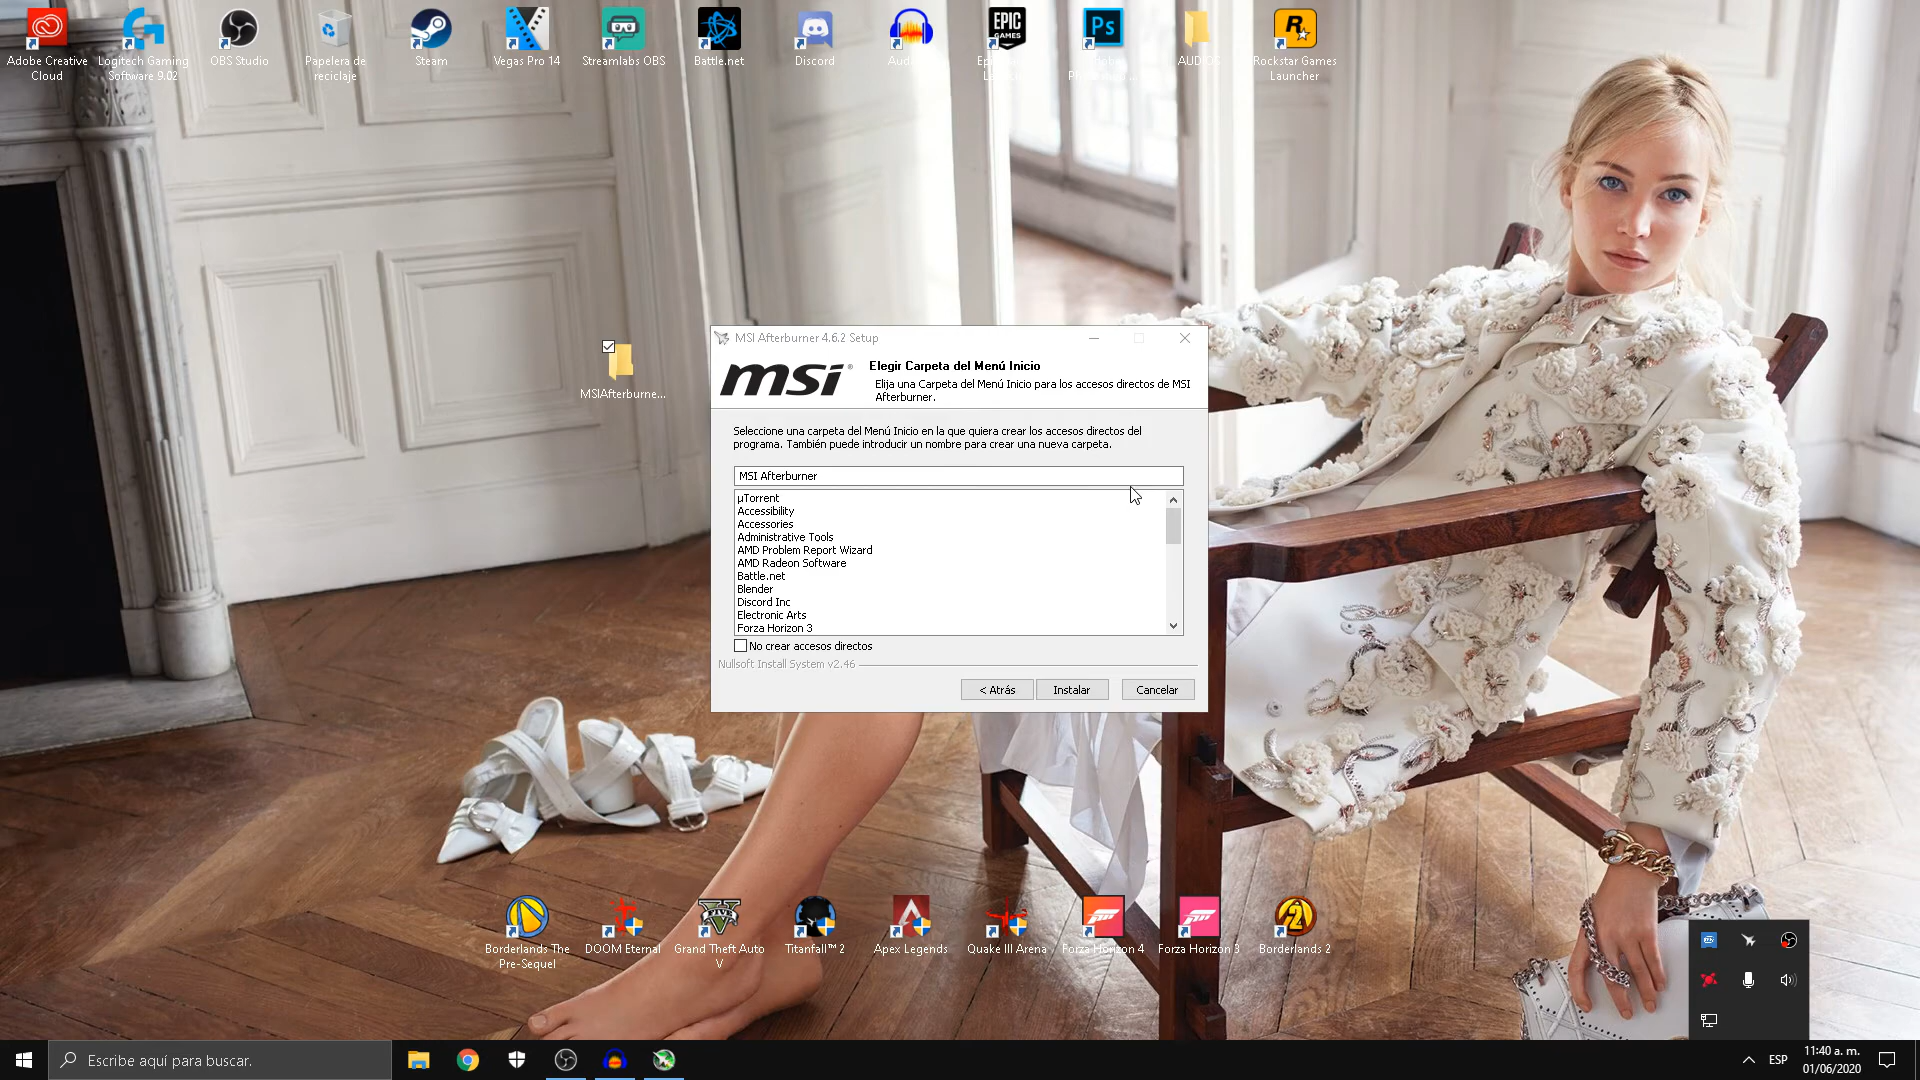 Adobe Creative
Cloud
Logitech Gaming
Software 9.02
OBS Studio
Papelera de
reciclaje
Steam
Vegas Pro 14
Streamlabs OBS
Battle.net
Discord
EPIC
GAMES
Ps
AUDIOS
Rockstar Games
Launcher
MSIAfterburne...
MSI Afterburner 4.6.2 Setup
msi
Elegir Carpeta del Menú Inicio
Elija una Carpeta del Menú Inicio para los accesos directos de MSI
Afterburner.
Seleccione una carpeta del Menú Inicio en la que quiera crear los accesos directos del
programa. También puede introducir un nombre para crear una nueva carpeta.
MSI Afterburner
µTorrent
Accessibility
Accessories
Administrative Tools
AMD Problem Report Wizard
AMD Radeon Software
Battle.net
Blender
Discord Inc
Electronic Arts
Forza Horizon 3
No crear accesos directos
Nullsoft Install System v2.46
< Atrás
Instalar
Cancelar
Borderlands The
Pre-Sequel
DOOM Eternal
Grand Theft Auto
V
Titanfall™ 2
Apex Legends
Quake III Arena
Forza Horizon 4
Forza Horizon 3
Borderlands 2
Escribe aquí para buscar.
ESP
11:40 a. m.
01/06/2020